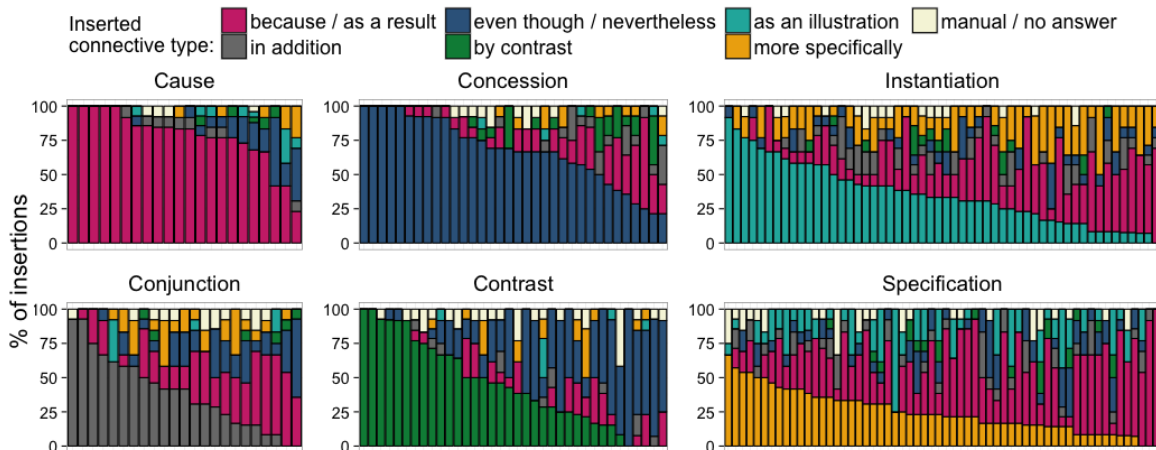 Inserted because / as a result even though / nevertheless as an illustration manual / no answer
connective type: in addition by contrast more specifically
Cause Concession Instantiation
100 100 100
75 75 75
50 50 50
25 25 25
0 0 0
% of insertions
Conjunction Contrast Specification
100 100 100
75 75 75
50 50 50
25 25 25
0 0 0